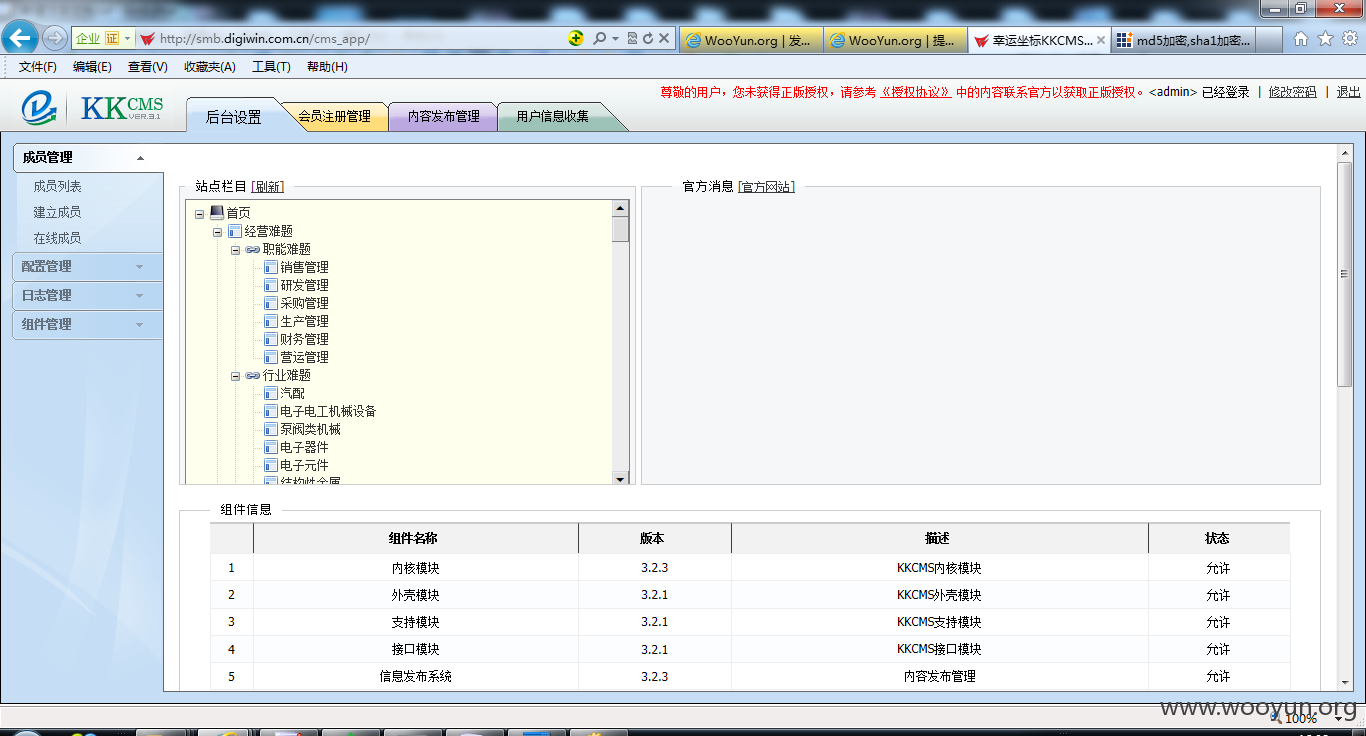 企业 证 http://smb.digiwin.com.cn/cms_app/ WooYun.org | 发... WooYun.org | 提... 幸运坐标KKCMS... md5加密,sha1加密...
文件(F) 编辑(E) 查看(V) 收藏夹(A) 工具(T) 帮助(H)
尊敬的用户，您未获得正版授权，请参考 《授权协议》 中的内容联系官方以获取正版授权。<admin> 已经登录 | 修改密码 | 退出
KKCMS VER.3.1
后台设置 会员注册管理 内容发布管理 用户信息收集
成员管理
成员列表
建立成员
在线成员
配置管理
日志管理
组件管理
站点栏目 [刷新]
首页
经营难题
职能难题
销售管理
研发管理
采购管理
生产管理
财务管理
营运管理
行业难题
汽配
电子电工机械设备
泵阀类机械
电子器件
电子元件
结构性金属
官方消息 [官方网站]
组件信息
组件名称 版本 描述 状态
1 内核模块 3.2.3 KKCMS内核模块 允许
2 外壳模块 3.2.1 KKCMS外壳模块 允许
3 支持模块 3.2.1 KKCMS支持模块 允许
4 接口模块 3.2.1 KKCMS接口模块 允许
5 信息发布系统 3.2.3 内容发布管理 允许
www.wooyun.org
100%